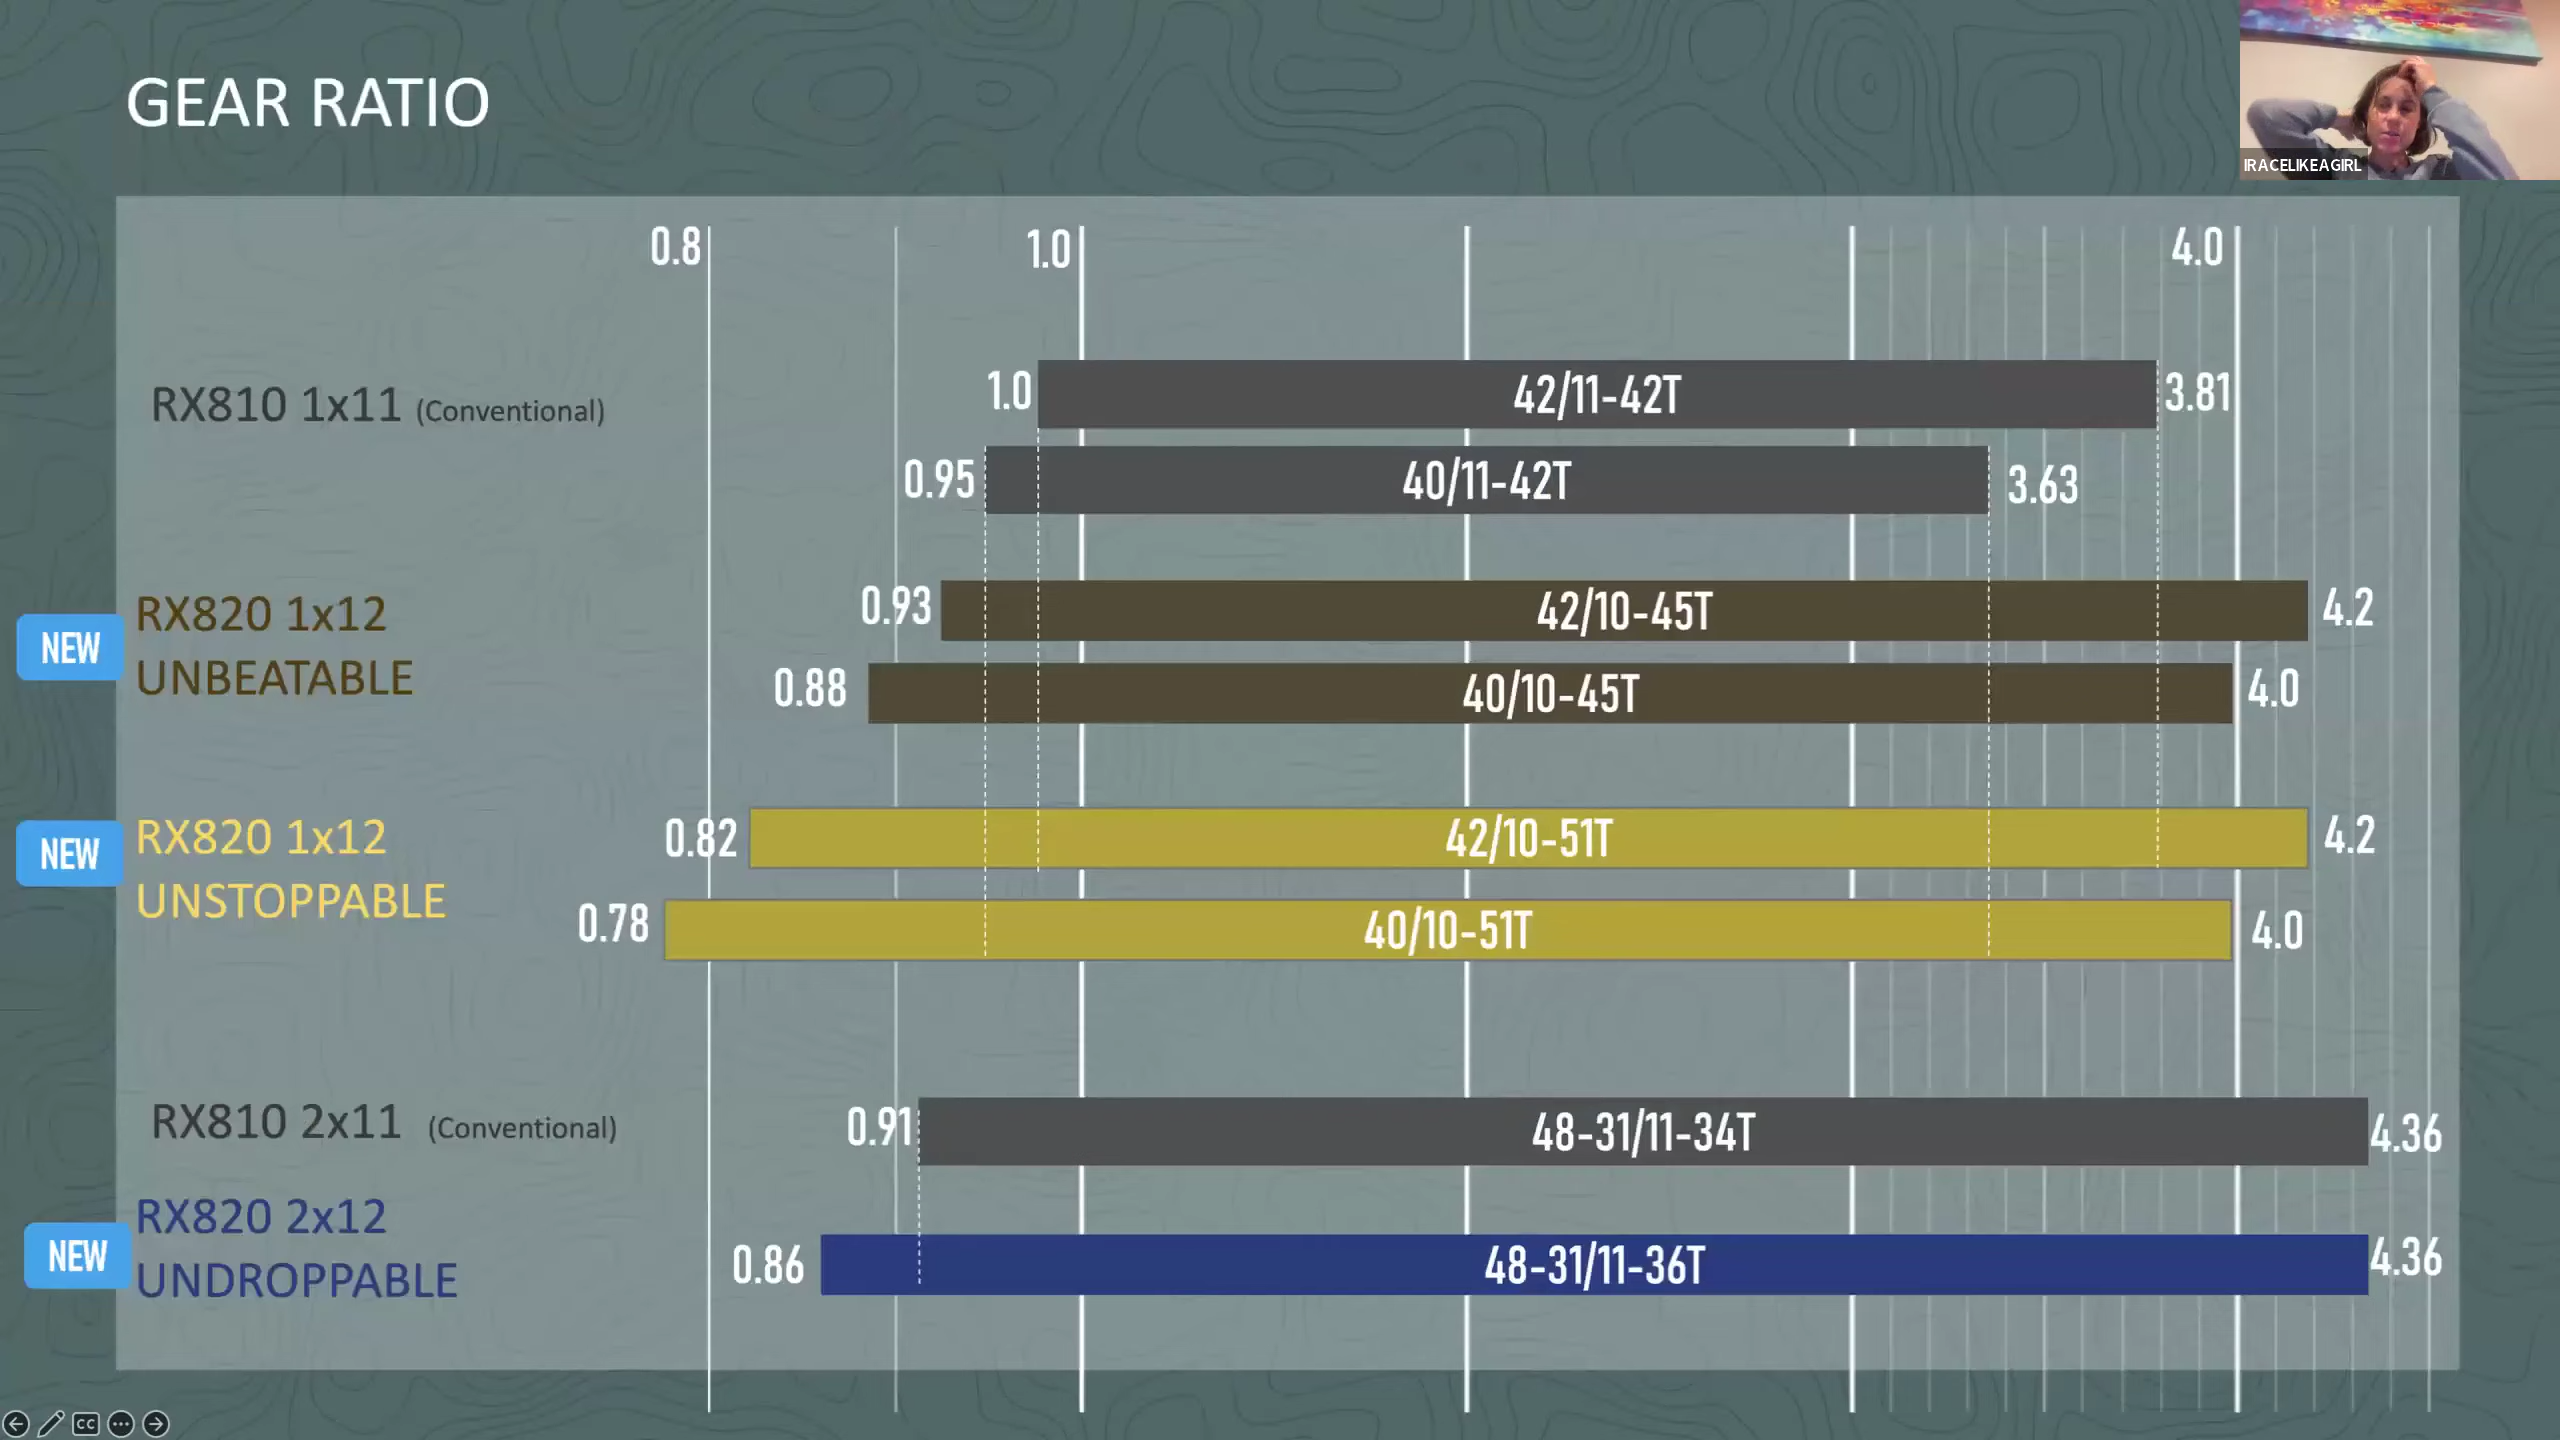 GEAR RATIO
IRACELIKEAGIRL
0.8
1.0
4.0
RX810 1x11 (Conventional)
1.0
42/11-42T
3.81
0.95
40/11-42T
3.63
NEW
RX820 1x12
UNBEATABLE
0.93
42/10-45T
4.2
0.88
40/10-45T
4.0
NEW
RX820 1x12
UNSTOPPABLE
0.82
42/10-51T
4.2
0.78
40/10-51T
4.0
RX810 2x11 (Conventional)
0.91
48-31/11-34T
4.36
NEW
RX820 2x12
UNDROPPABLE
0.86
48-31/11-36T
4.36
CC